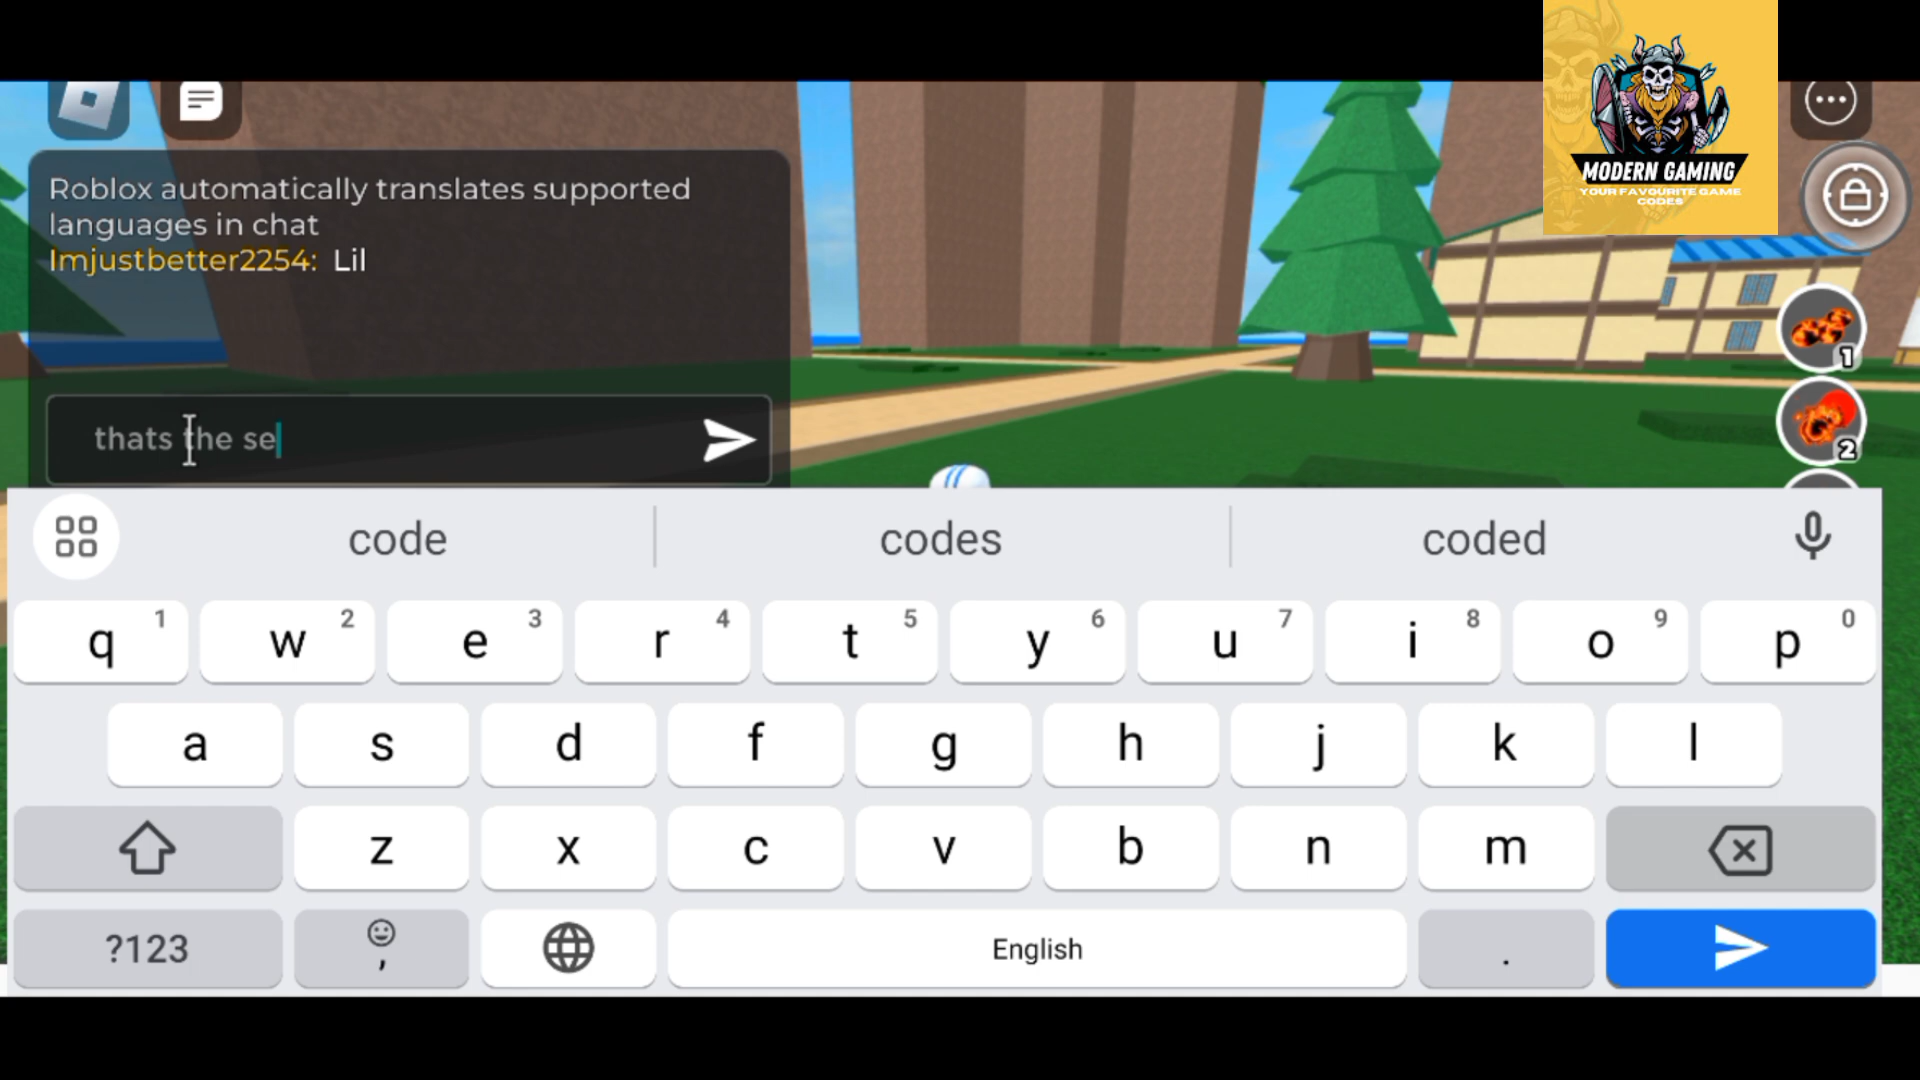 MODERN GAMING
YOUR FAVOURITE GAME
CODES
Roblox automatically translates supported
languages in chat
Imjustbetter2254: Lil
thats the se
1
2
code codes coded
q 1 w 2 e 3 r 4 t 5 y 6 u 7 i 8 o 9 p 0
a s d f g h j k l
z x c v b n m
?123 , English .